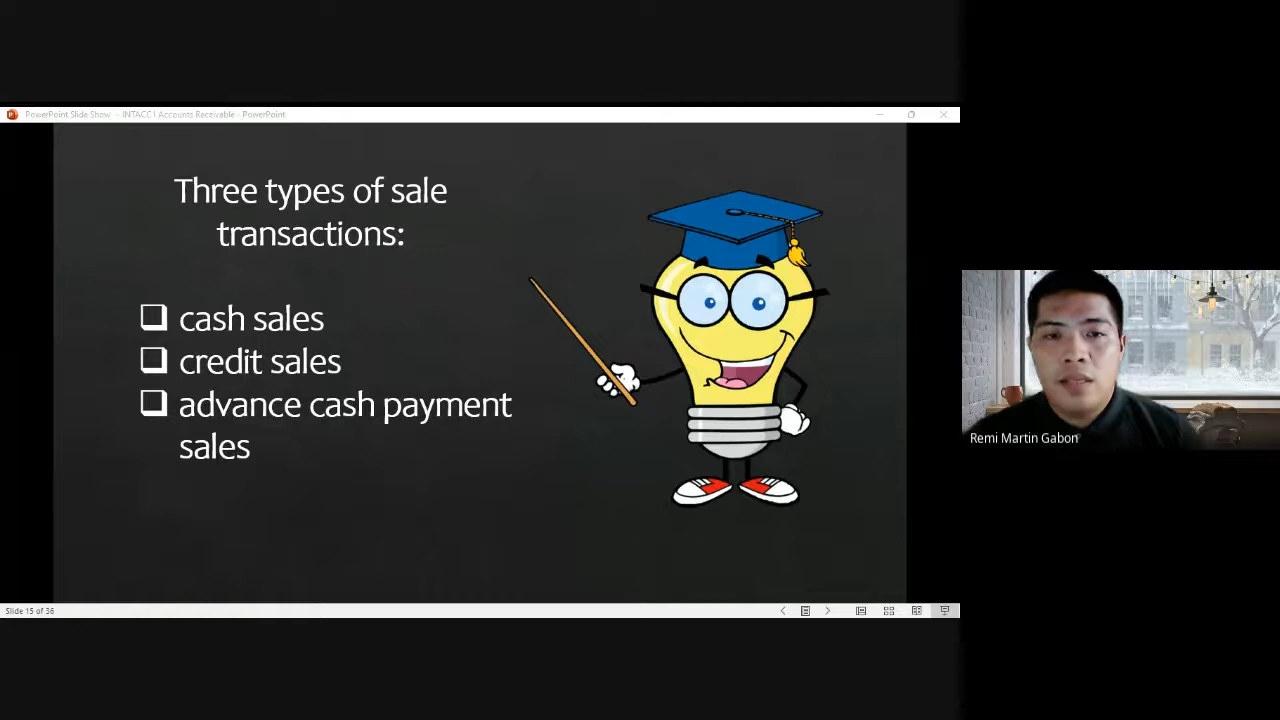 PowerPoint Slide Show - INTACC1 Accounts Receivable - PowerPoint
Three types of sale
transactions:
cash sales
credit sales
advance cash payment
sales
Remi Martin Gabon
Slide 15 of 36